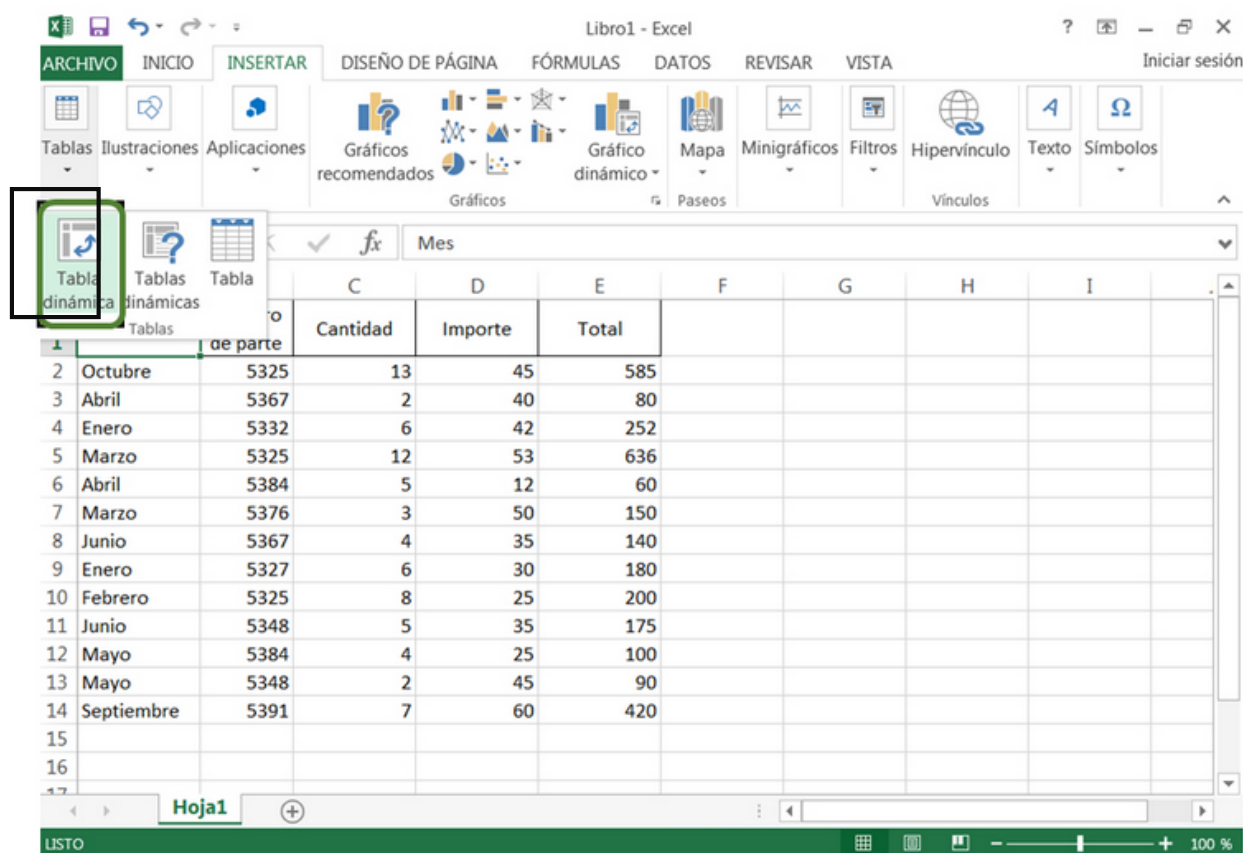 Libro1 - Excel
?
ARCHIVO INICIO INSERTAR DISEÑO DE PÁGINA FÓRMULAS DATOS REVISAR VISTA Iniciar sesión
Tablas Ilustraciones Aplicaciones Gráficos recomendados Gráfico dinámico Mapa Minigráficos Filtros Hipervínculo Texto Símbolos
Gráficos Paseos Vínculos
Tabla dinámica Tablas dinámicas Tabla
Tablas
fx Mes
C D E F G H I
1 de parte Cantidad Importe Total
2 Octubre 5325 13 45 585
3 Abril 5367 2 40 80
4 Enero 5332 6 42 252
5 Marzo 5325 12 53 636
6 Abril 5384 5 12 60
7 Marzo 5376 3 50 150
8 Junio 5367 4 35 140
9 Enero 5327 6 30 180
10 Febrero 5325 8 25 200
11 Junio 5348 5 35 175
12 Mayo 5384 4 25 100
13 Mayo 5348 2 45 90
14 Septiembre 5391 7 60 420
15
16
Hoja1
LISTO 100 %